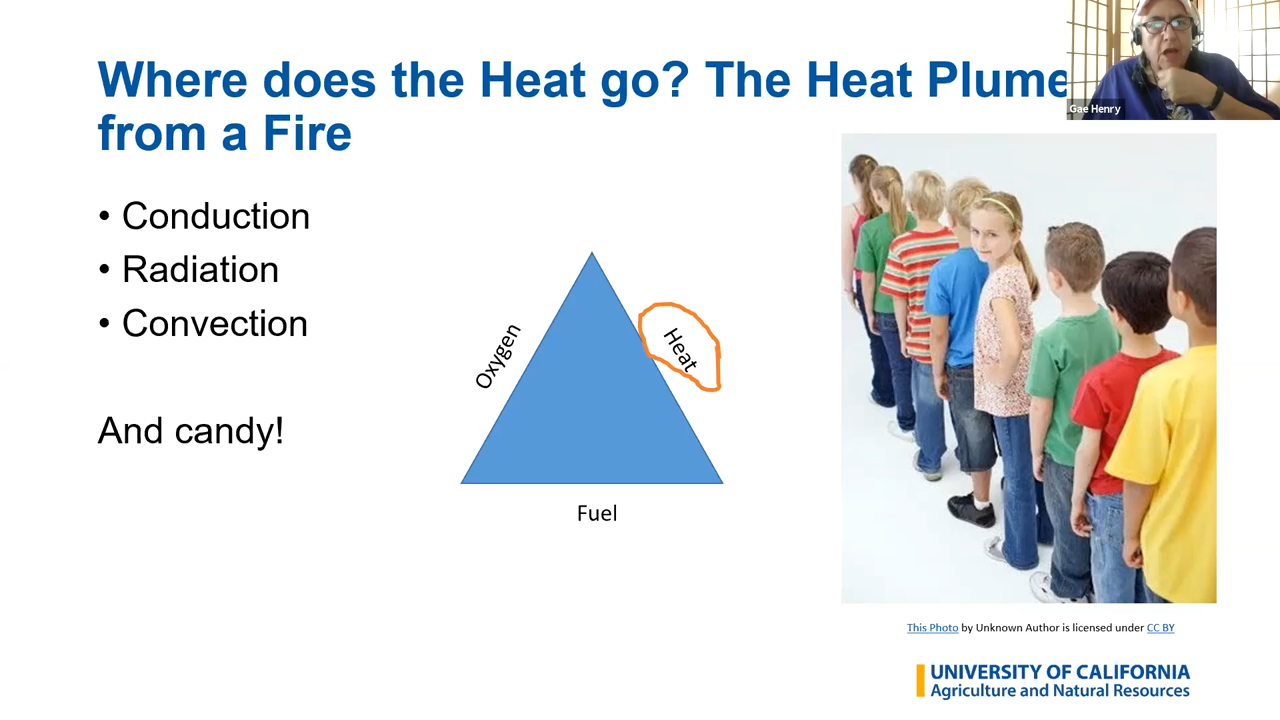 Where does the Heat go? The Heat Plume
from a Fire
Gae Henry
• Conduction
• Radiation
• Convection
And candy!
Oxygen
Heat
Fuel
This Photo by Unknown Author is licensed under CC BY
UNIVERSITY OF CALIFORNIA
Agriculture and Natural Resources